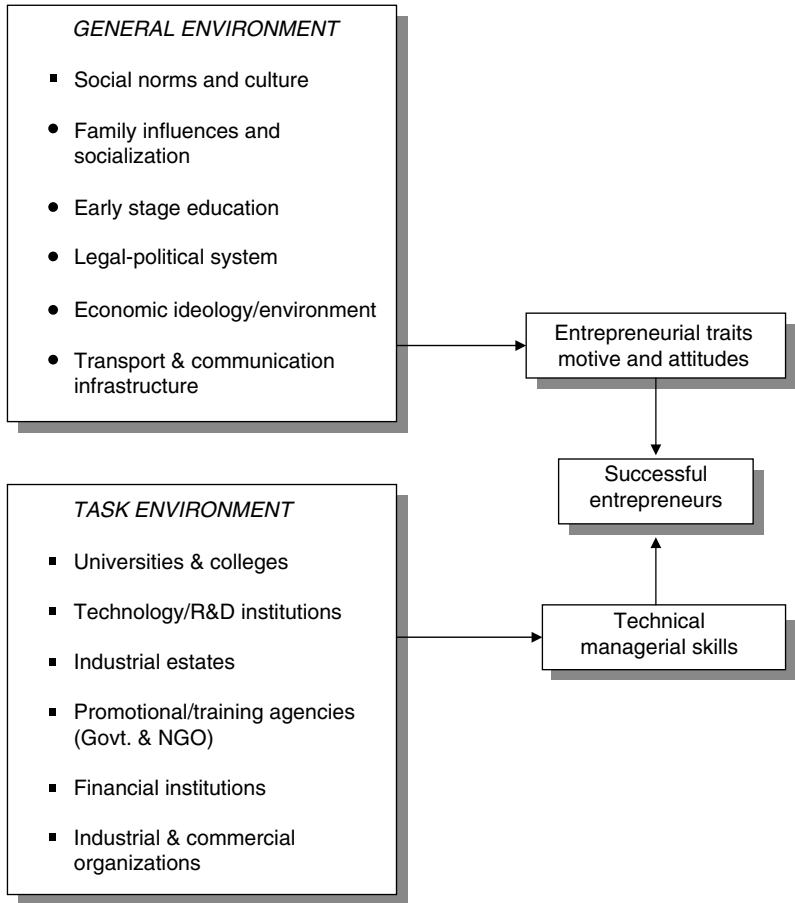 GENERAL ENVIRONMENT
▪ Social norms and culture
• Family influences and
socialization
• Early stage education
• Legal-political system
• Economic ideology/environment
• Transport & communication
infrastructure
Entrepreneurial traits
motive and attitudes
Successful
entrepreneurs
TASK ENVIRONMENT
▪ Universities & colleges
▪ Technology/R&D institutions
▪ Industrial estates
▪ Promotional/training agencies
(Govt. & NGO)
▪ Financial institutions
▪ Industrial & commercial
organizations
Technical
managerial skills